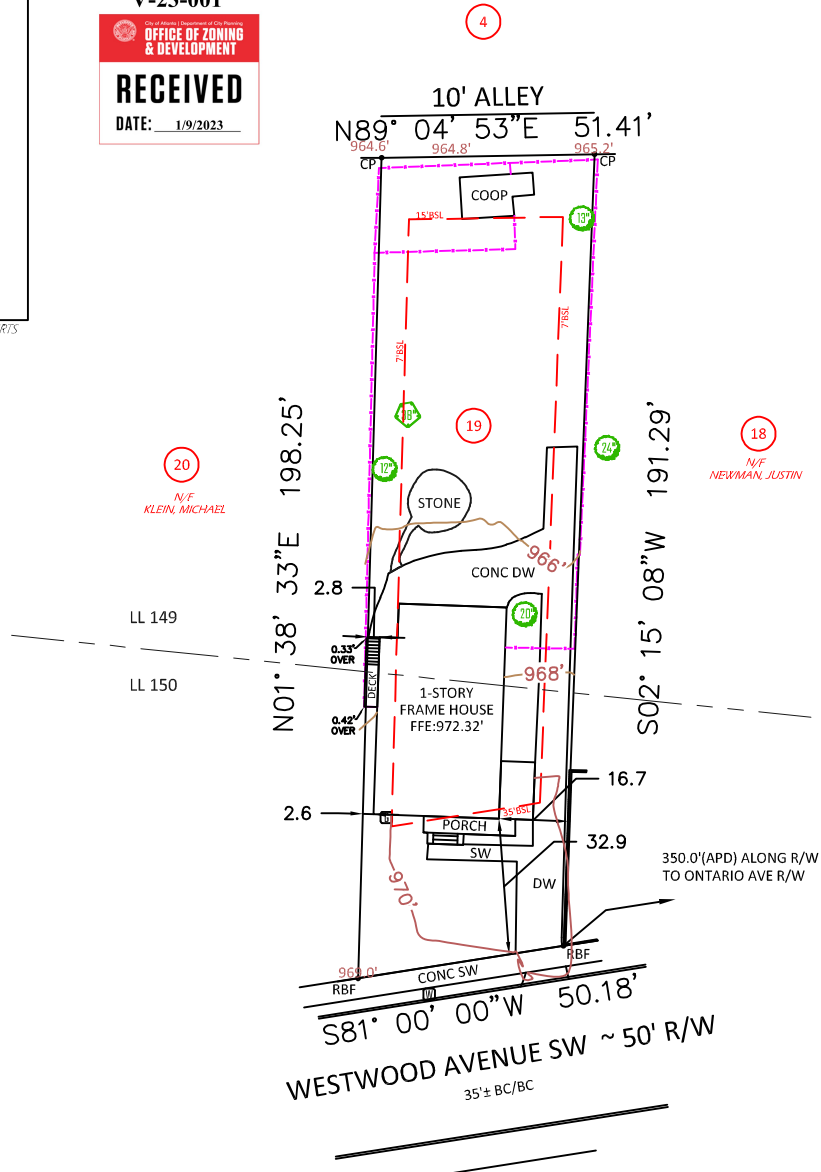 V-23-001
City of Atlanta | Department of City Planning
OFFICE OF ZONING
& DEVELOPMENT
RECEIVED
DATE: 1/9/2023
4
10' ALLEY
N89° 04' 53"E 51.41'
964.6' 964.8' 965.2'
CP
CP
COOP
15'BSL
13"
7'BSL
7'BSL
RTS
38"
19
18
N/F
NEWMAN, JUSTIN
20
N/F
KLEIN, MICHAEL
12"
24"
N01° 38' 33"E 198.25'
S02° 15' 08"W 191.29'
STONE
966'
CONC DW
2.8
20"
LL 149
LL 150
0.33'
OVER
DECK
0.42'
OVER
968'
1-STORY
FRAME HOUSE
FFE:972.32'
16.7
2.6
35'BSL
PORCH
32.9
SW
DW
970'
350.0'(APD) ALONG R/W
TO ONTARIO AVE R/W
RBF
969.0'
RBF
CONC SW
W
S81° 00' 00"W 50.18'
WESTWOOD AVENUE SW ~ 50' R/W
35'± BC/BC